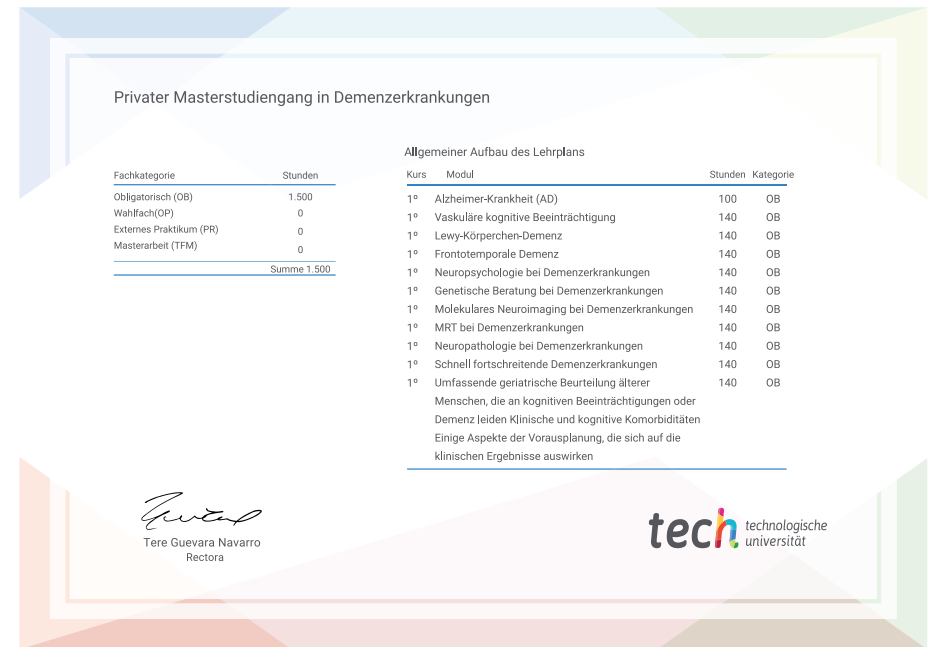 Privater Masterstudiengang in Demenzerkrankungen
Fachkategorie Stunden
Obligatorisch (OB) 1.500
Wahlfach(OP) 0
Externes Praktikum (PR) 0
Masterarbeit (TFM) 0
Summe 1.500
Allgemeiner Aufbau des Lehrplans
Kurs Modul Stunden Kategorie
1º Alzheimer-Krankheit (AD) 100 OB
1º Vaskuläre kognitive Beeinträchtigung 140 OB
1º Lewy-Körperchen-Demenz 140 OB
1º Frontotemporale Demenz 140 OB
1º Neuropsychologie bei Demenzerkrankungen 140 OB
1º Genetische Beratung bei Demenzerkrankungen 140 OB
1º Molekulares Neuroimaging bei Demenzerkrankungen 140 OB
1º MRT bei Demenzerkrankungen 140 OB
1º Neuropathologie bei Demenzerkrankungen 140 OB
1º Schnell fortschreitende Demenzerkrankungen 140 OB
1º Umfassende geriatrische Beurteilung älterer 140 OB
Menschen, die an kognitiven Beeinträchtigungen oder
Demenz leiden Klinische und kognitive Komorbiditäten
Einige Aspekte der Vorausplanung, die sich auf die
klinischen Ergebnisse auswirken
Tere Guevara Navarro
Rectora
tech technologische
universität